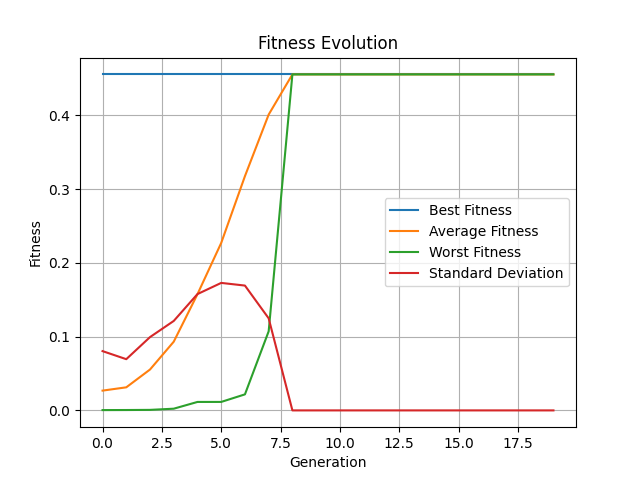 Fitness Evolution
Fitness
0.4
0.3
0.2
0.1
0.0
Best Fitness
Average Fitness
Worst Fitness
Standard Deviation
0.0 2.5 5.0 7.5 10.0 12.5 15.0 17.5
Generation